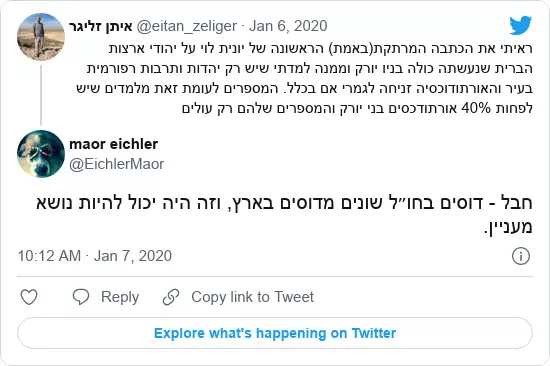 איתן זליגר @eitan_zeliger · Jan 6, 2020
ראיתי את הכתבה המרתקת(באמת) הראשונה של יונית לוי על יהודי ארצות
הברית שנעשתה כולה בניו יורק וממנה למדתי שיש רק יהדות ותרבות רפורמית
בעיר והאורתודוכסיה זניחה לגמרי אם בכלל. המספרים לעומת זאת מלמדים שיש
לפחות 40% אורתודכסים בני יורק והמספרים שלהם רק עולים
maor eichler
@EichlerMaor
חבל - דוסים בחו״ל שונים מדוסים בארץ, וזה היה יכול להיות נושא
מעניין.
10:12 AM · Jan 7, 2020
Reply
Copy link to Tweet
Explore what's happening on Twitter